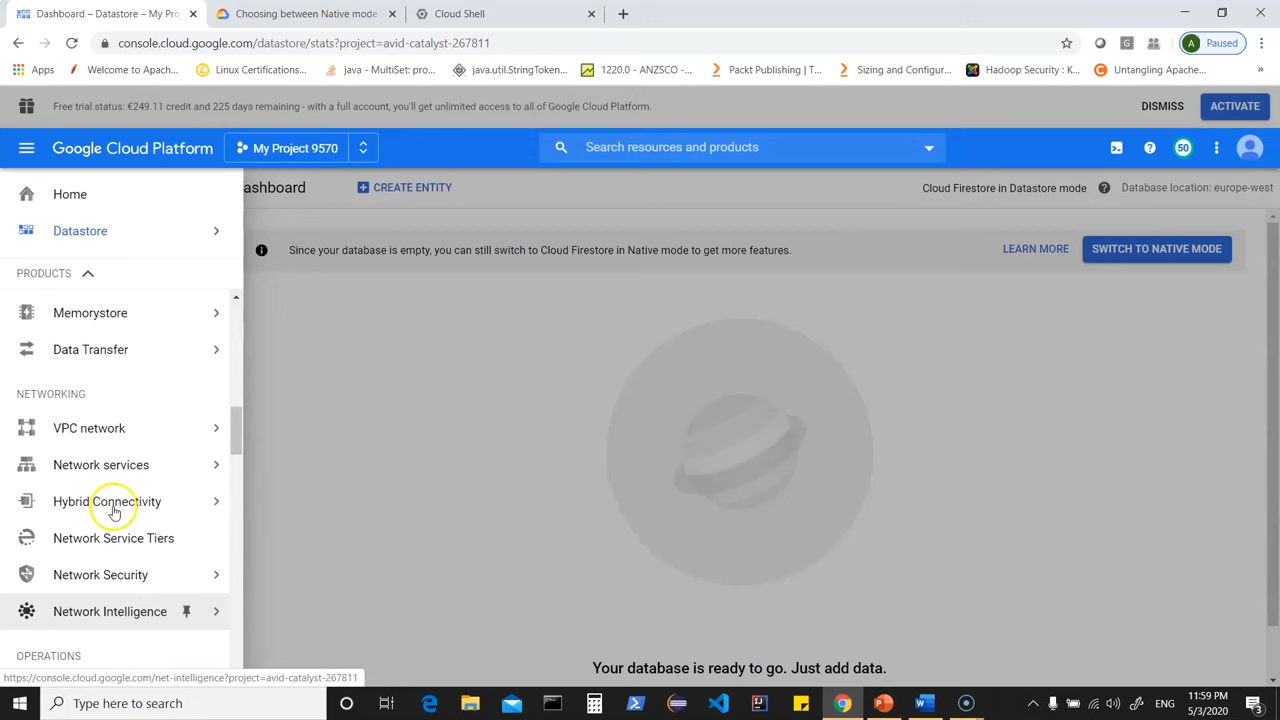 Dashboard – Datastore – My Pro
Choosing between Native mode
Cloud Shell
console.cloud.google.com/datastore/stats?project=avid-catalyst-267811
A Paused
Apps
Welcome to Apach...
Linux Certifications...
java - MultiSet: pro...
java.util.StringToken...
1220.0 - ANZSCO -...
Packt Publishing | T...
Sizing and Configur...
Hadoop Security : K...
Untangling Apache...
»
Free trial status: €249.11 credit and 225 days remaining - with a full account, you'll get unlimited access to all of Google Cloud Platform.
DISMISS
ACTIVATE
Google Cloud Platform
My Project 9570
Search resources and products
50
Home
ashboard
CREATE ENTITY
Cloud Firestore in Datastore mode
Database location: europe-west
Datastore
Since your database is empty, you can still switch to Cloud Firestore in Native mode to get more features.
LEARN MORE
SWITCH TO NATIVE MODE
PRODUCTS
Memorystore
Data Transfer
NETWORKING
VPC network
Network services
Hybrid Connectivity
Network Service Tiers
Network Security
Network Intelligence
OPERATIONS
Your database is ready to go. Just add data.
https://console.cloud.google.com/net-intelligence?project=avid-catalyst-267811
Type here to search
ENG
11:59 PM
5/3/2020
3